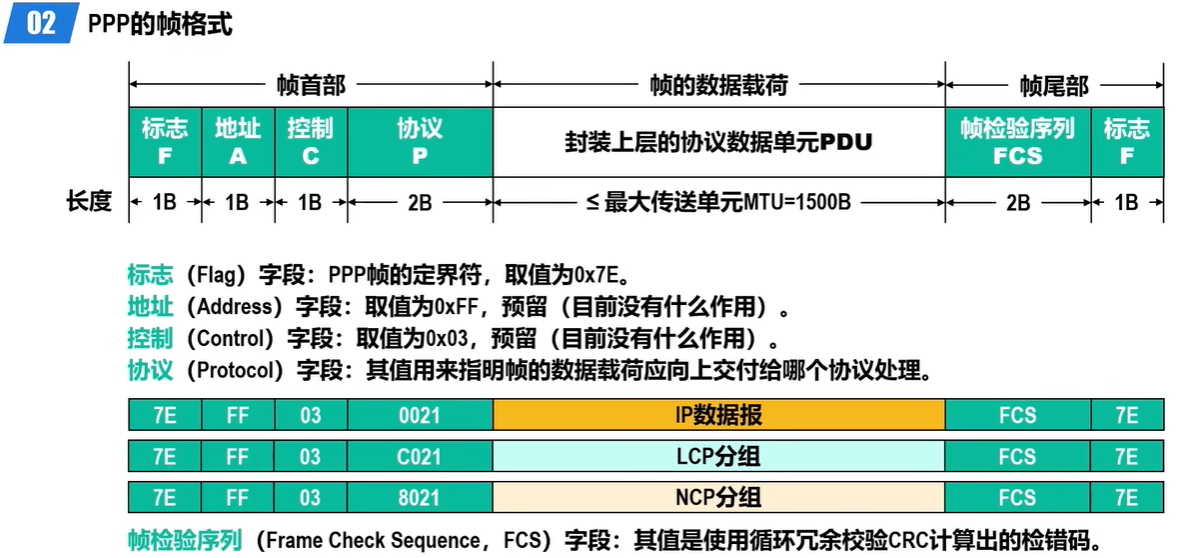 02 PPP的帧格式
帧首部 帧的数据载荷 帧尾部
标志 地址 控制 协议 封装上层的协议数据单元PDU 帧检验序列 标志
F A C P FCS F
长度 1B 1B 1B 2B ≤最大传送单元MTU=1500B 2B 1B
标志（Flag）字段：PPP帧的定界符，取值为0x7E。
地址（Address）字段：取值为0xFF，预留（目前没有什么作用）。
控制（Control）字段：取值为0x03，预留（目前没有什么作用）。
协议（Protocol）字段：其值用来指明帧的数据载荷应向上交付给哪个协议处理。
7E FF 03 0021 IP数据报 FCS 7E
7E FF 03 C021 LCP分组 FCS 7E
7E FF 03 8021 NCP分组 FCS 7E
帧检验序列（Frame Check Sequence，FCS）字段：其值是使用循环冗余校验CRC计算出的检错码。